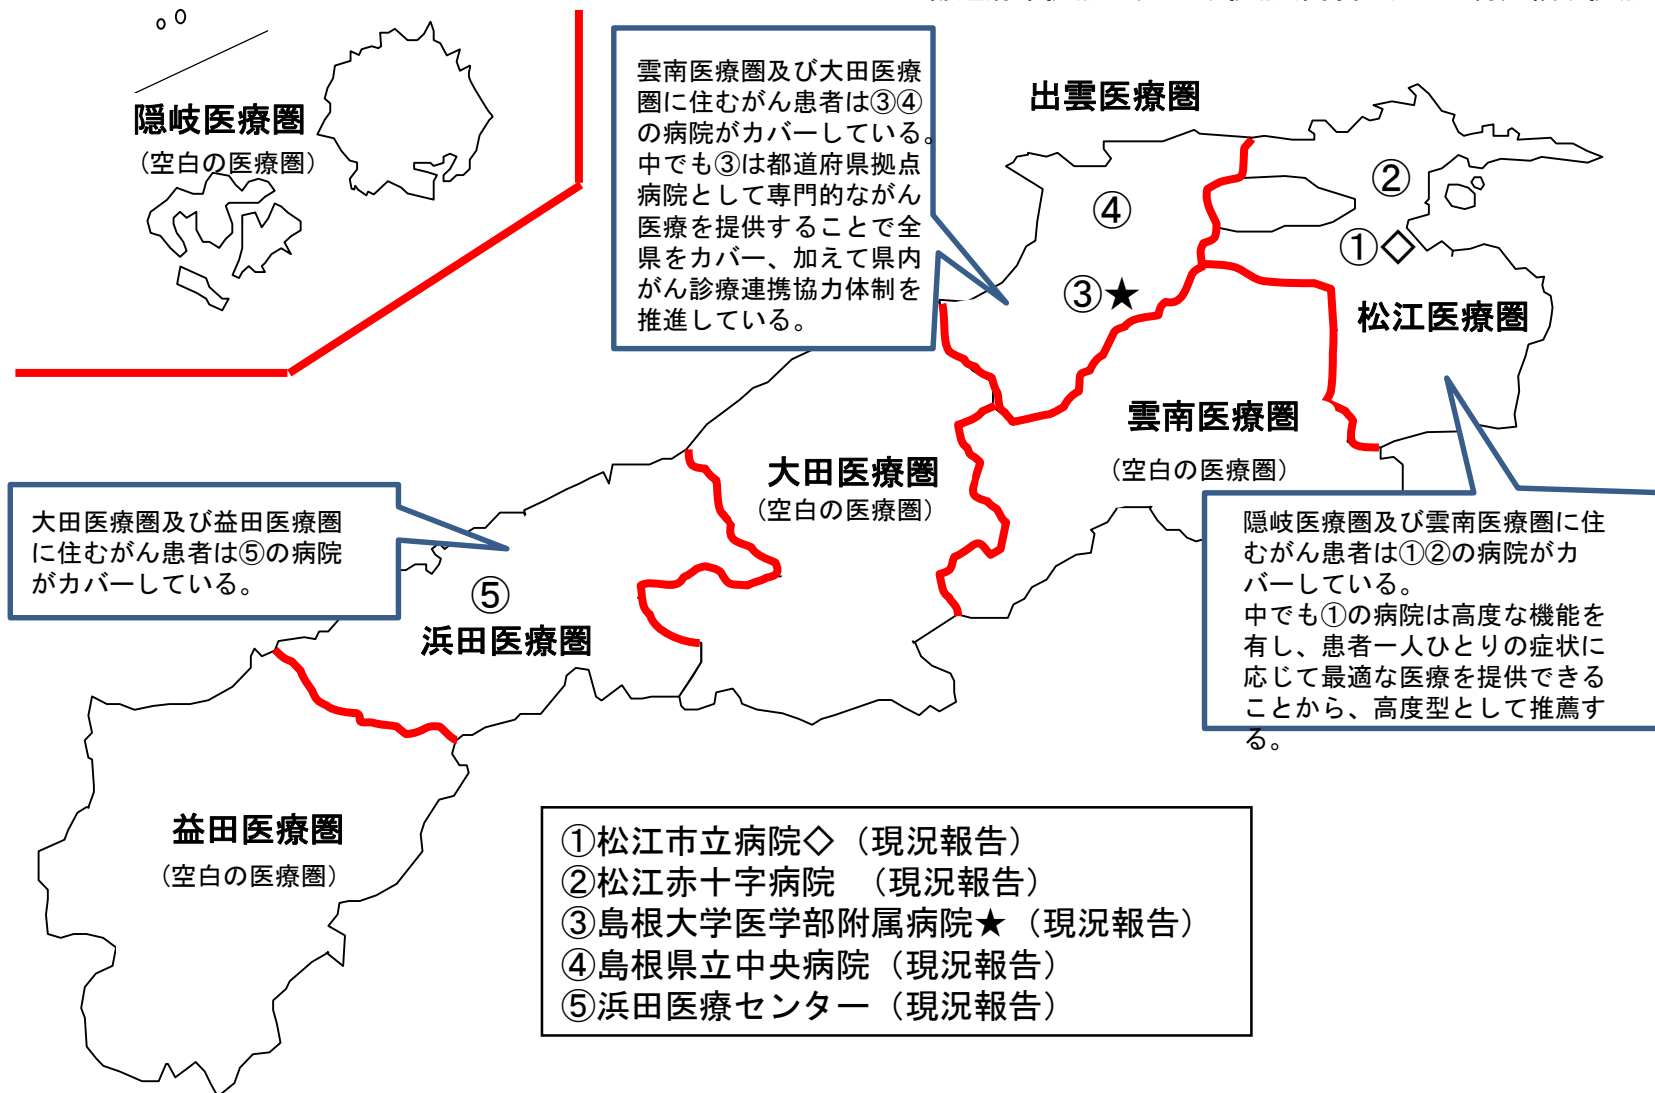 隠岐医療圏
(空白の医療圏)
雲南医療圏及び大田医療
圏に住むがん患者は③④
の病院がカバーしている。
中でも③は都道府県拠点
病院として専門的ながん
医療を提供することで全
県をカバー、加えて県内
がん診療連携協力体制を
推進している。
出雲医療圏
②
④
①◇
③★
松江医療圏
雲南医療圏
(空白の医療圏)
大田医療圏
(空白の医療圏)
大田医療圏及び益田医療圏
に住むがん患者は⑤の病院
がカバーしている。
⑤
浜田医療圏
隠岐医療圏及び雲南医療圏に住
むがん患者は①②の病院がカ
バーしている。
中でも①の病院は高度な機能を
有し、患者一人ひとりの症状に
応じて最適な医療を提供できる
ことから、高度型として推薦す
る。
益田医療圏
(空白の医療圏)
①松江市立病院◇（現況報告）
②松江赤十字病院　（現況報告）
③島根大学医学部附属病院★（現況報告）
④島根県立中央病院（現況報告）
⑤浜田医療センター（現況報告）